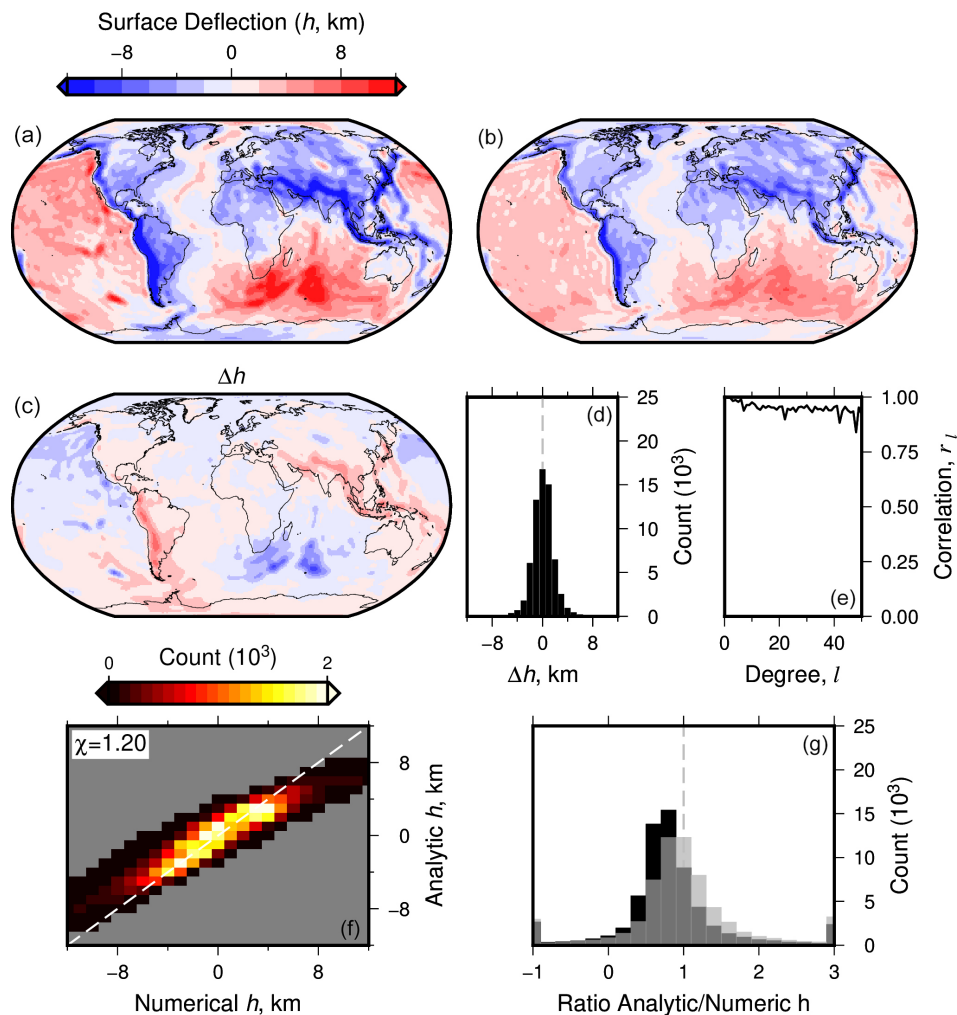 Surface Deflection (h, km)
−8 0 8
(a)
(b)
Δh
(c)
(d)
25
20
15
10
5
0
Count (10³)
−8 0 8
Δh, km
1.00
0.75
0.50
0.25
0.00
Correlation, r l
(e)
0 20 40
Degree, l
Count (10³)
0 2
χ=1.20
(f)
8
0
−8
Analytic h, km
−8 0 8
Numerical h, km
(g)
25
20
15
10
5
0
Count (10³)
−1 0 1 2 3
Ratio Analytic/Numeric h